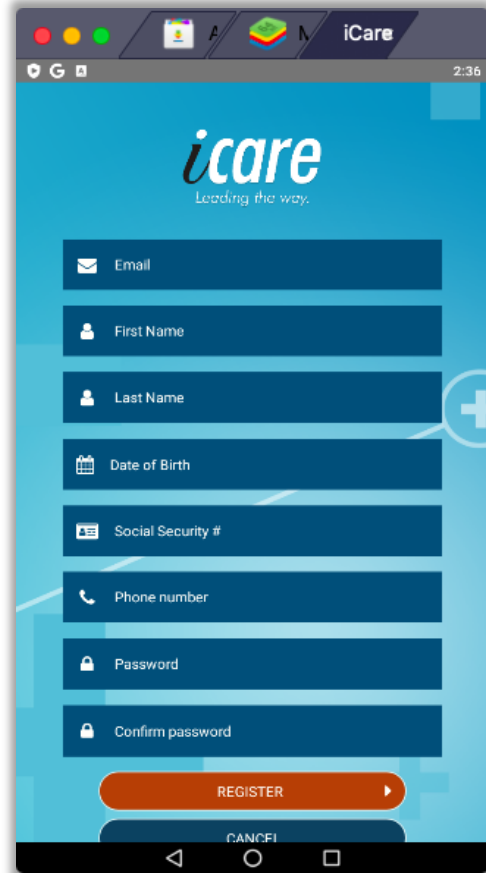 A
N
iCare
G
A
2:36
icare
Leading the way.
Email
First Name
Last Name
Date of Birth
Social Security #
Phone number
Password
Confirm password
REGISTER
CANCEL